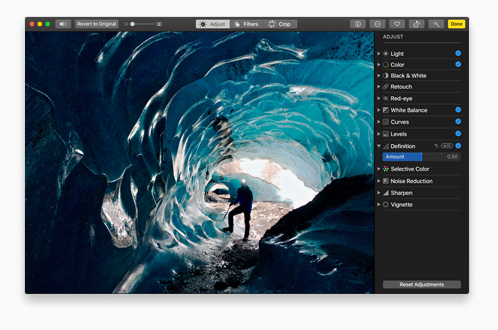 Revert to Original
Adjust
Filters
Crop
Done
ADJUST
Light
Color
Black & White
Retouch
Red-eye
White Balance
Curves
Levels
Definition
AUTO
Amount 0.50
Selective Color
Noise Reduction
Sharpen
Vignette
Reset Adjustments